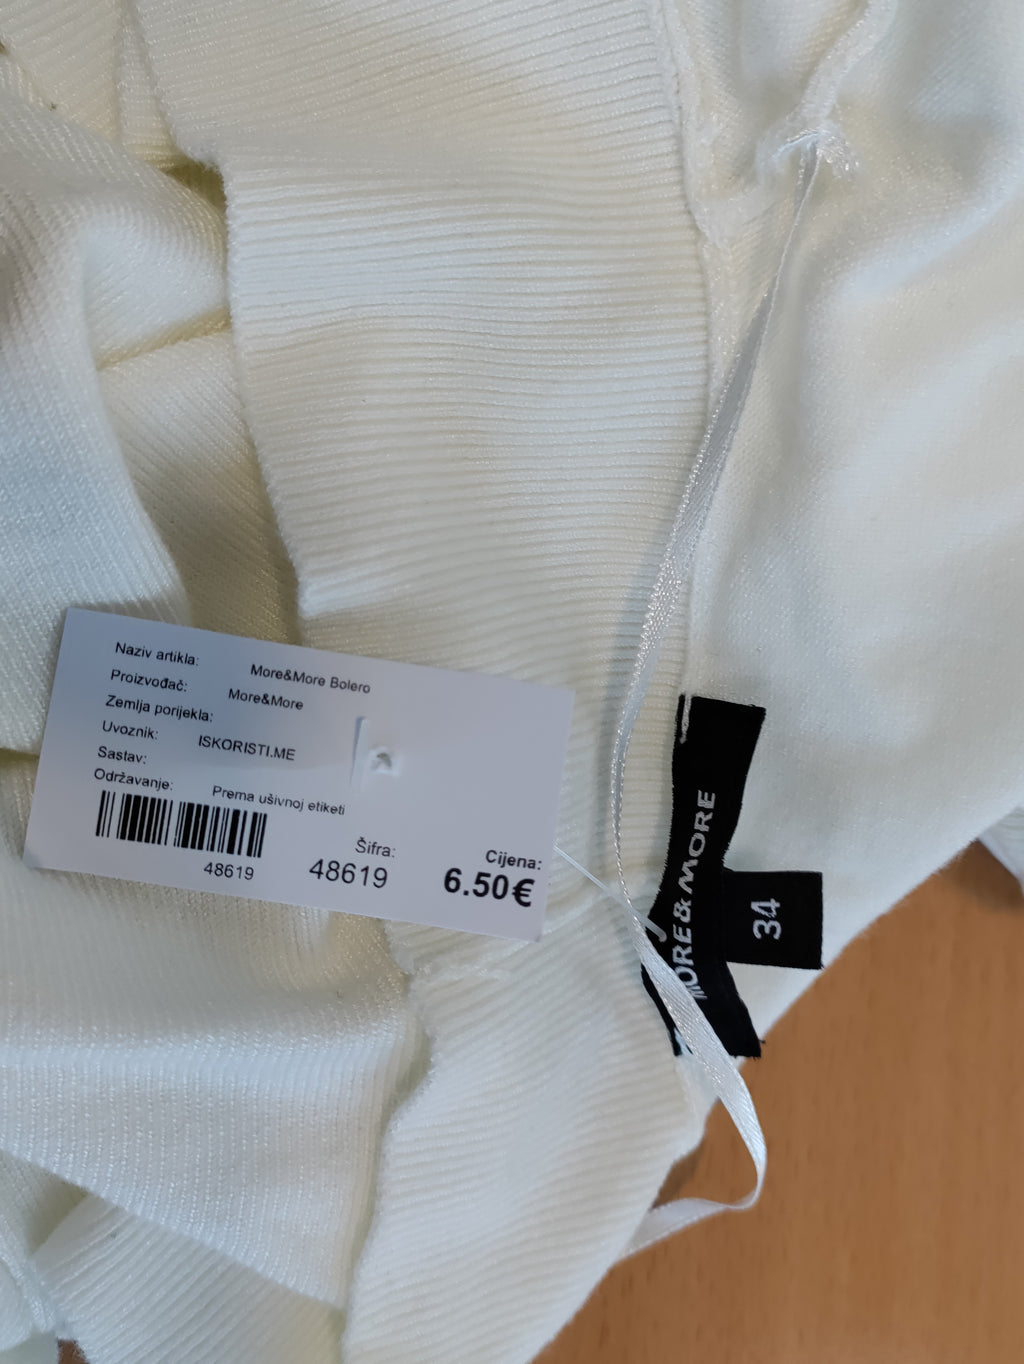 Naziv artikla: More&More Bolero
Proizvođač: More&More
Zemlja porijekla:
Uvoznik: ISKORISTI.ME
Sastav:
Održavanje: Prema ušivnoj etiketi
48619
Šifra:
48619
Cijena:
6.50€
MORE & MORE
34